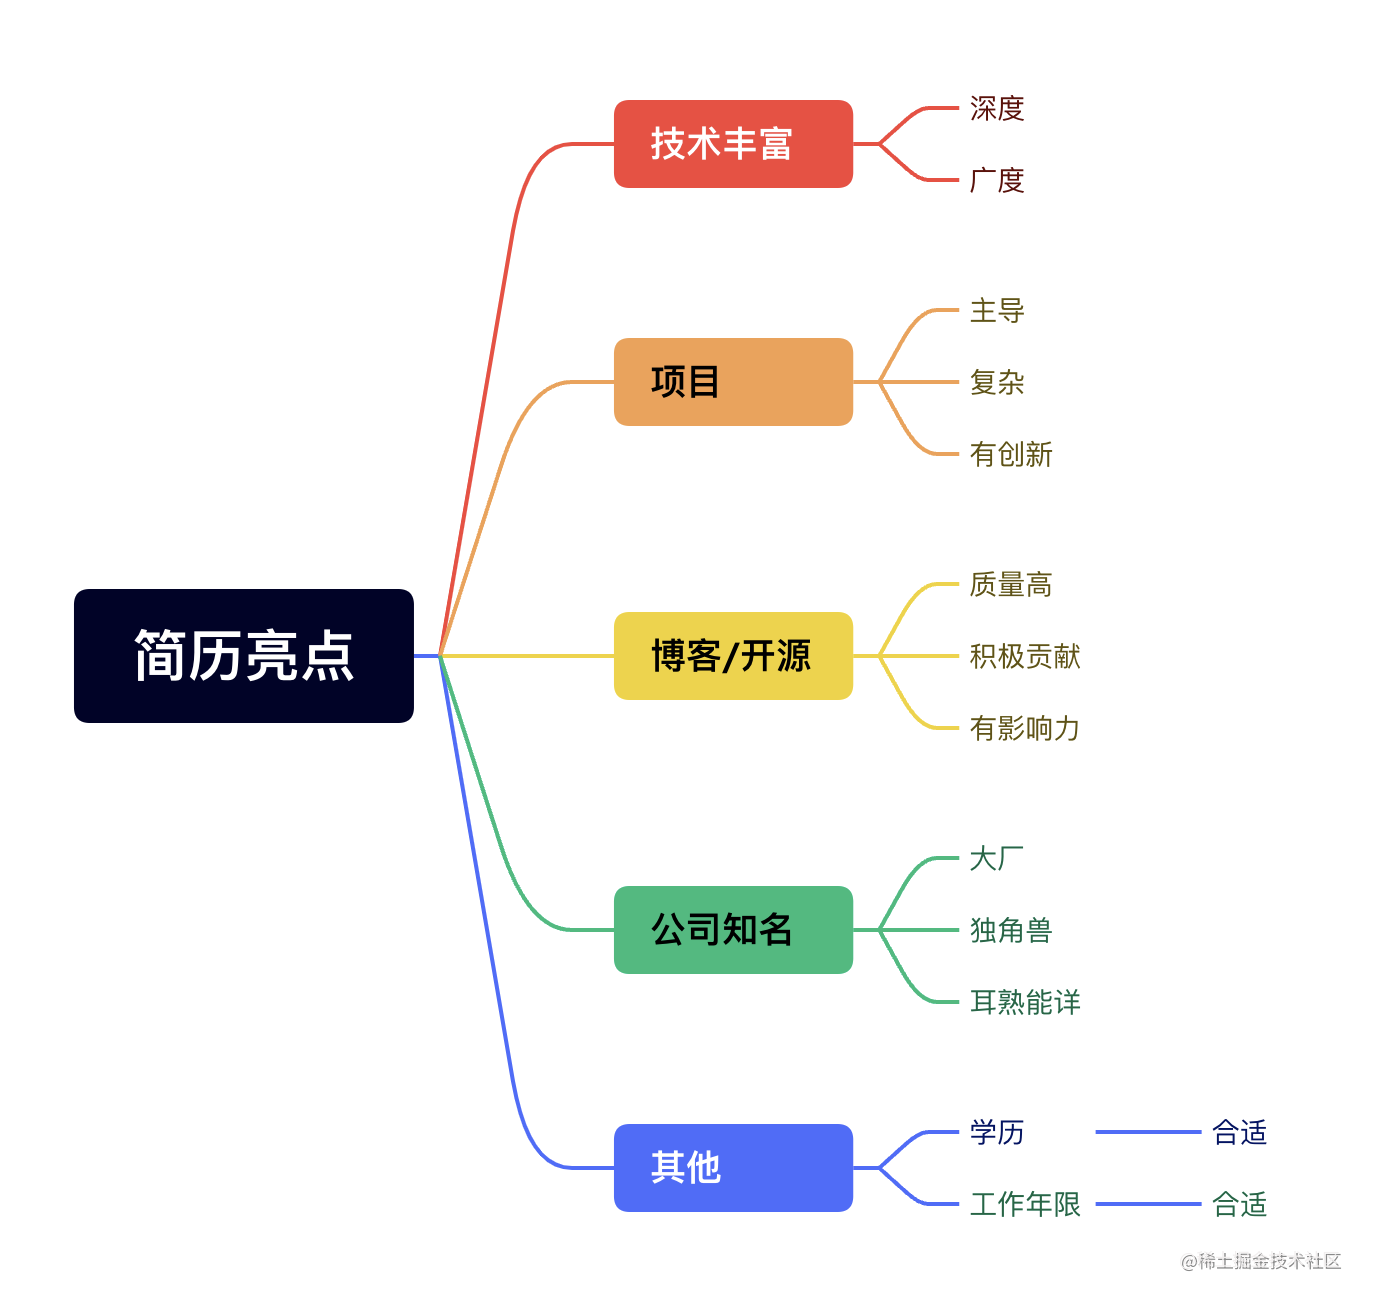 简历亮点
技术丰富
深度
广度
项目
主导
复杂
有创新
博客/开源
质量高
积极贡献
有影响力
公司知名
大厂
独角兽
耳熟能详
其他
学历
合适
工作年限
合适
@稀土掘金技术社区